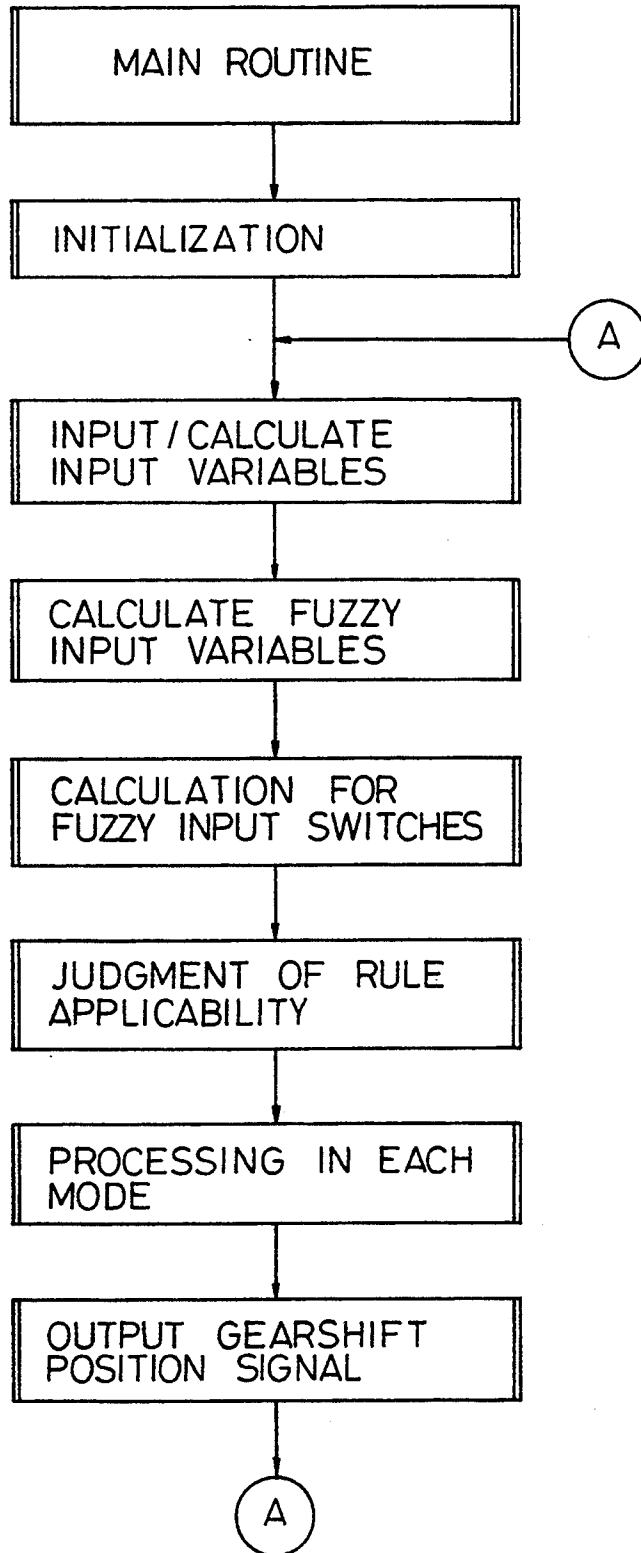 MAIN ROUTINE
INITIALIZATION
A
INPUT/CALCULATE
INPUT VARIABLES
CALCULATE FUZZY
INPUT VARIABLES
CALCULATION FOR
FUZZY INPUT SWITCHES
JUDGMENT OF RULE
APPLICABILITY
PROCESSING IN EACH
MODE
OUTPUT GEARSHIFT
POSITION SIGNAL
A